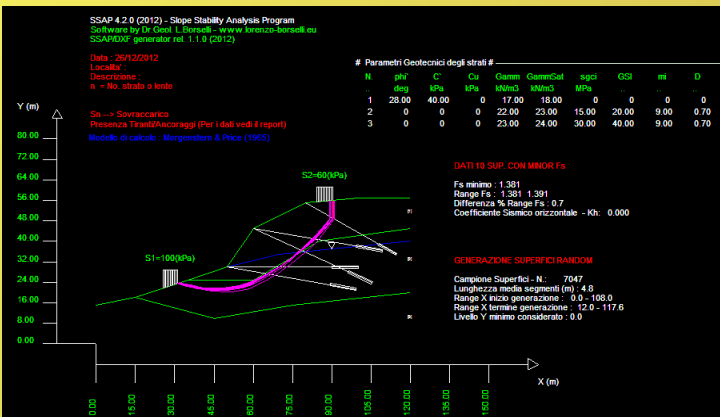 SSAP 4.2.0 (2012) - Slope Stability Analysis Program
Software by Dr.Geol. L.Borselli - www.lorenzo-borselli.eu
SSAP/DXF generator rel. 1.1.0 (2012)
Data : 26/12/2012
Localita' :
Descrizione :
n = No. strato o lente
Sn --> Sovraccarico
Presenza Tiranti/Ancoraggi (Per i dati vedi il report)
Modello di calcolo : Morgenstern & Price (1965)
# Parametri Geotecnici degli strati #
N. phi` C` Cu Gamm GammSat sgci GSI mi D
.. deg kPa kPa kN/m3 kN/m3 MPa .. .. ..
1 28.00 40.00 0 17.00 18.00 0 0 0 0
2 0 0 0 22.00 23.00 15.00 20.00 9.00 0.70
3 0 0 0 23.00 24.00 30.00 40.00 9.00 0.70
DATI 10 SUP. CON MINOR Fs
Fs minimo : 1.381
Range Fs : 1.381 1.391
Differenza % Range Fs : 0.7
Coefficiente Sismico orizzontale - Kh: 0.000
GENERAZIONE SUPERFICI RANDOM
Campione Superfici - N.: 7047
Lunghezza media segmenti (m) : 4.8
Range X inizio generazione : 0.0 - 108.0
Range X termine generazione : 12.0 - 117.6
Livello Y minimo considerato : 0.0
Y (m)
80.00
72.00
64.00
56.00
48.00
40.00
32.00
24.00
16.00
8.00
0.00
S2=60(kPa)
S1=100(kPa)
X (m)
0.00
15.00
30.00
45.00
60.00
75.00
90.00
105.00
120.00
135.00
150.00